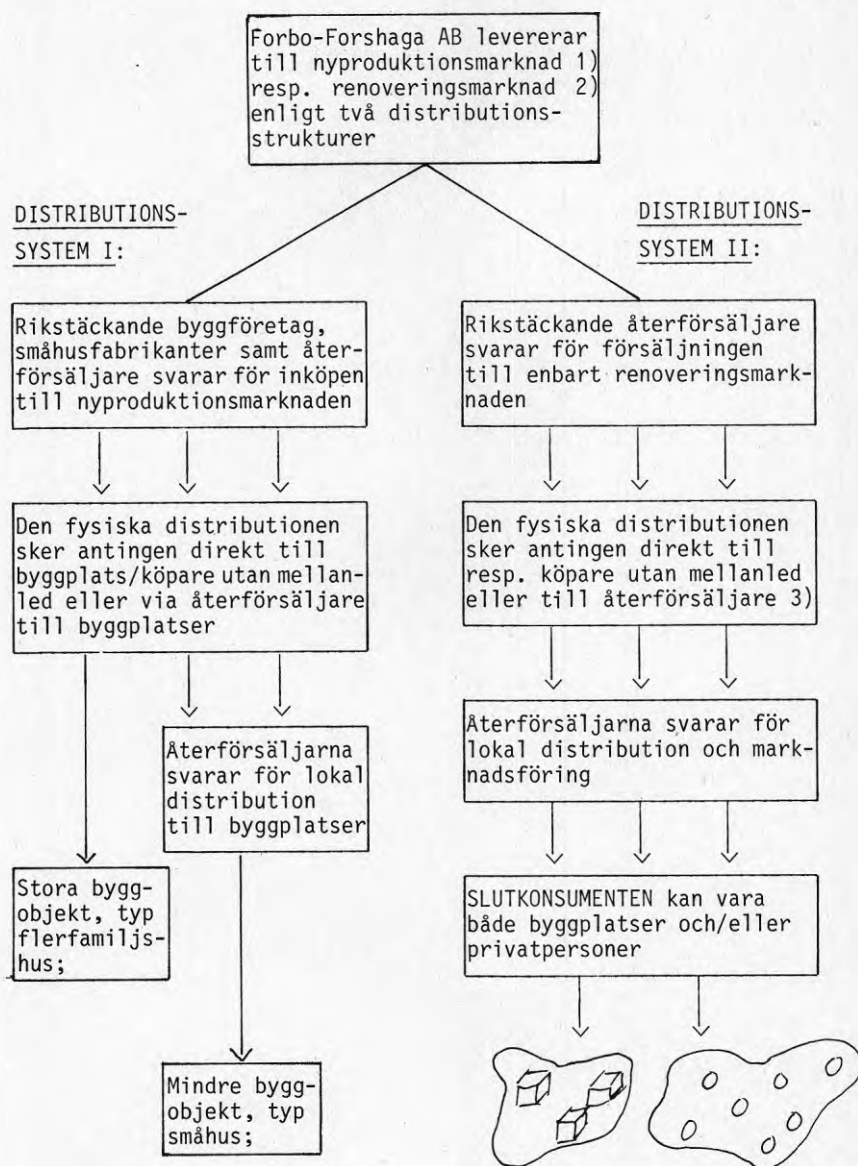 Forbo-Forshaga AB levererar
till nyproduktionsmarknad 1)
resp. renoveringsmarknad 2)
enligt två distributions-
strukturer
DISTRIBUTIONS-
SYSTEM I:
Rikstäckande byggföretag,
småhusfabrikanter samt åter-
försäljare svarar för inköpen
till nyproduktionsmarknaden
Den fysiska distributionen
sker antingen direkt till
byggplats/köpare utan mellan-
led eller via återförsäljare
till byggplatser
Återförsäljarna
svarar för lokal
distribution
till byggplatser
Stora bygg-
objekt, typ
flerfamiljs-
hus;
Mindre bygg-
objekt, typ
småhus;
DISTRIBUTIONS-
SYSTEM II:
Rikstäckande återförsäljare
svarar för försäljningen
till enbart renoveringsmark-
naden
Den fysiska distributionen
sker antingen direkt till
resp. köpare utan mellanled
eller till återförsäljare 3)
Återförsäljarna svarar för
lokal distribution och mark-
nadsföring
SLUTKONSUMENTEN kan vara
både byggplatser och/eller
privatpersoner